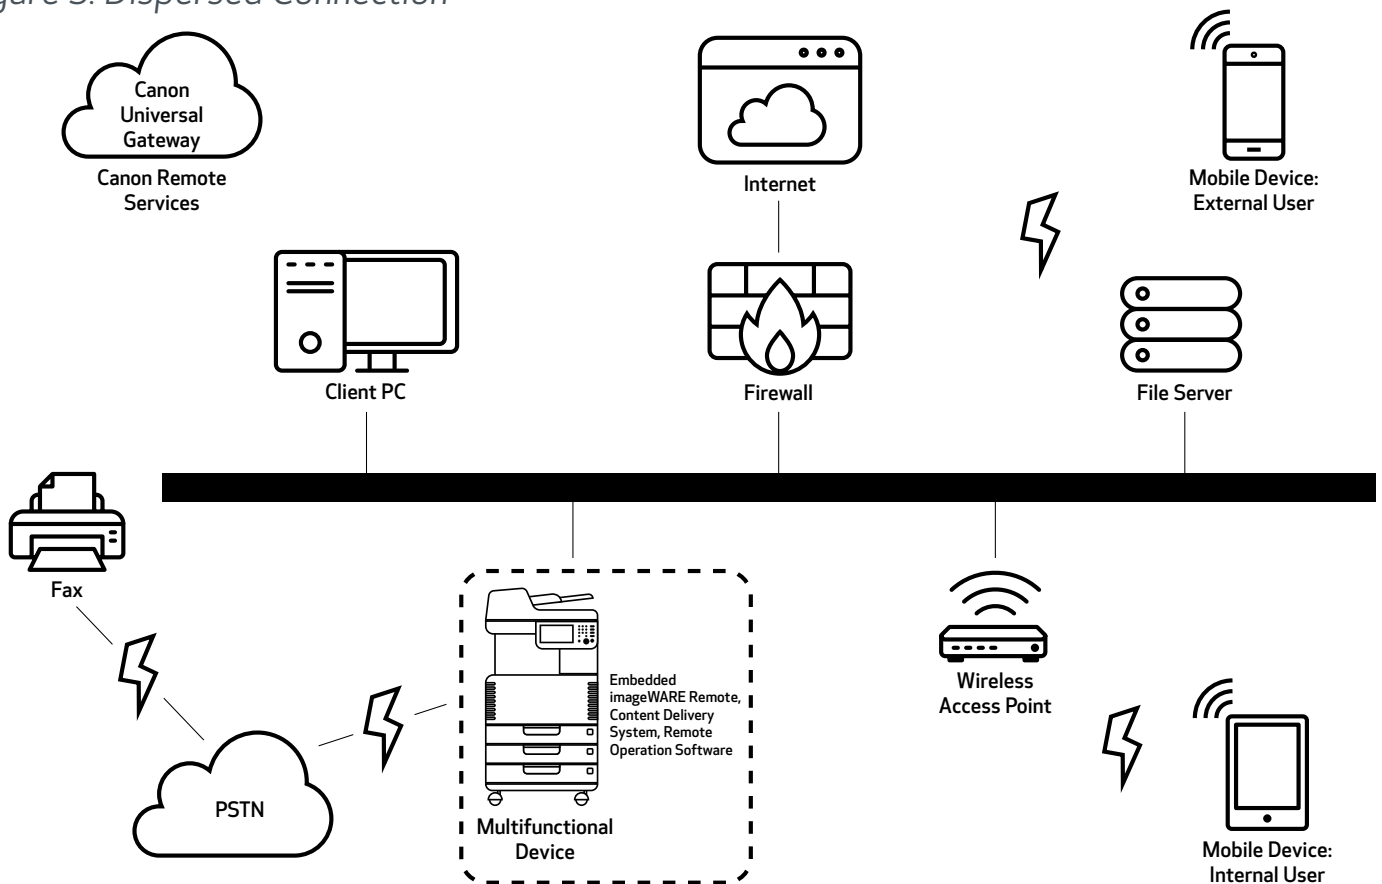 Dispersed Connection
Canon
Universal
Gateway
Canon Remote
Services
Internet
Mobile Device:
External User
Client PC
Firewall
File Server
Fax
PSTN
Embedded
imageWARE Remote,
Content Delivery
System, Remote
Operation Software
Multifunctional
Device
Wireless
Access Point
Mobile Device:
Internal User